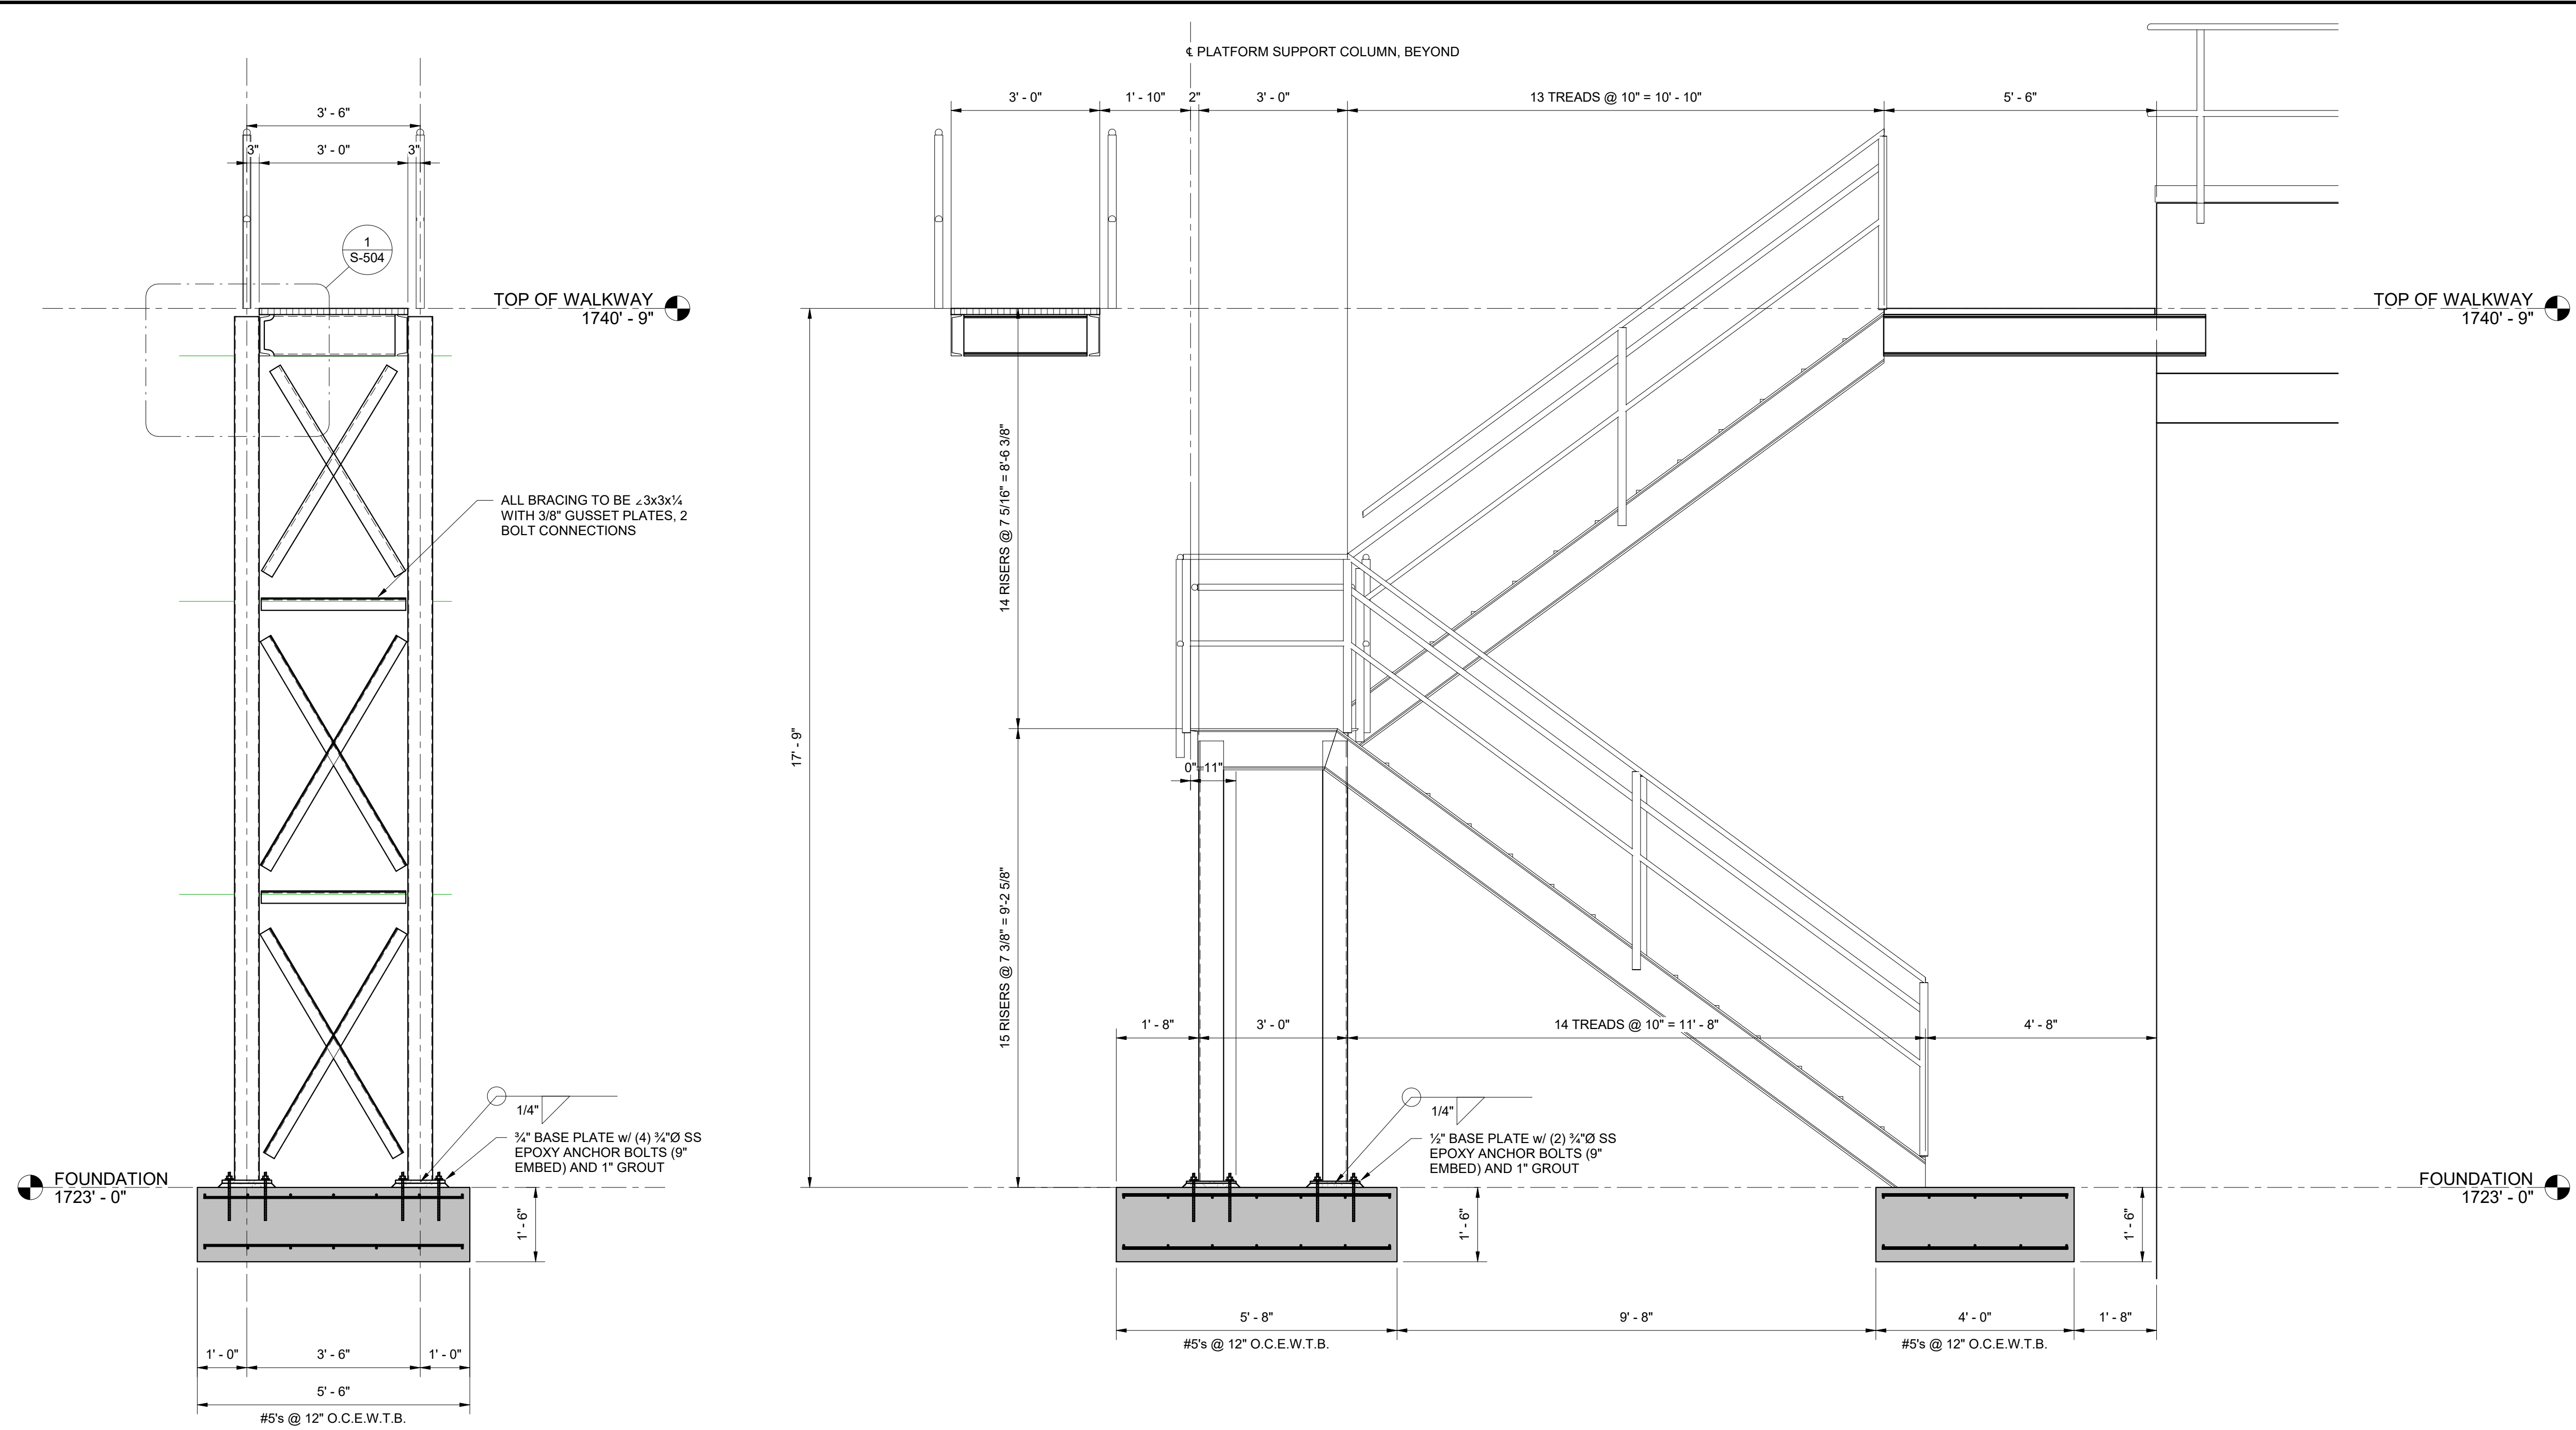 ℄ PLATFORM SUPPORT COLUMN, BEYOND
3' - 6"
3"
3' - 0"
3"
1
S-504
TOP OF WALKWAY
1740' - 9"
ALL BRACING TO BE ∠3x3x¼
WITH 3/8" GUSSET PLATES, 2
BOLT CONNECTIONS
1/4"
¾" BASE PLATE w/ (4) ¾"Ø SS
EPOXY ANCHOR BOLTS (9"
EMBED) AND 1" GROUT
FOUNDATION
1723' - 0"
1' - 6"
1' - 0"
3' - 6"
1' - 0"
5' - 6"
#5's @ 12" O.C.E.W.T.B.
3' - 0"
1' - 10"
2"
3' - 0"
13 TREADS @ 10" = 10' - 10"
5' - 6"
TOP OF WALKWAY
1740' - 9"
14 RISERS @ 7 5/16" = 8'-6 3/8"
17' - 9"
0" - 11"
15 RISERS @ 7 3/8" = 9'-2 5/8"
1' - 8"
3' - 0"
14 TREADS @ 10" = 11' - 8"
4' - 8"
1/4"
½" BASE PLATE w/ (2) ¾"Ø SS
EPOXY ANCHOR BOLTS (9"
EMBED) AND 1" GROUT
FOUNDATION
1723' - 0"
1' - 6"
1' - 6"
5' - 8"
9' - 8"
4' - 0"
1' - 8"
#5's @ 12" O.C.E.W.T.B.
#5's @ 12" O.C.E.W.T.B.